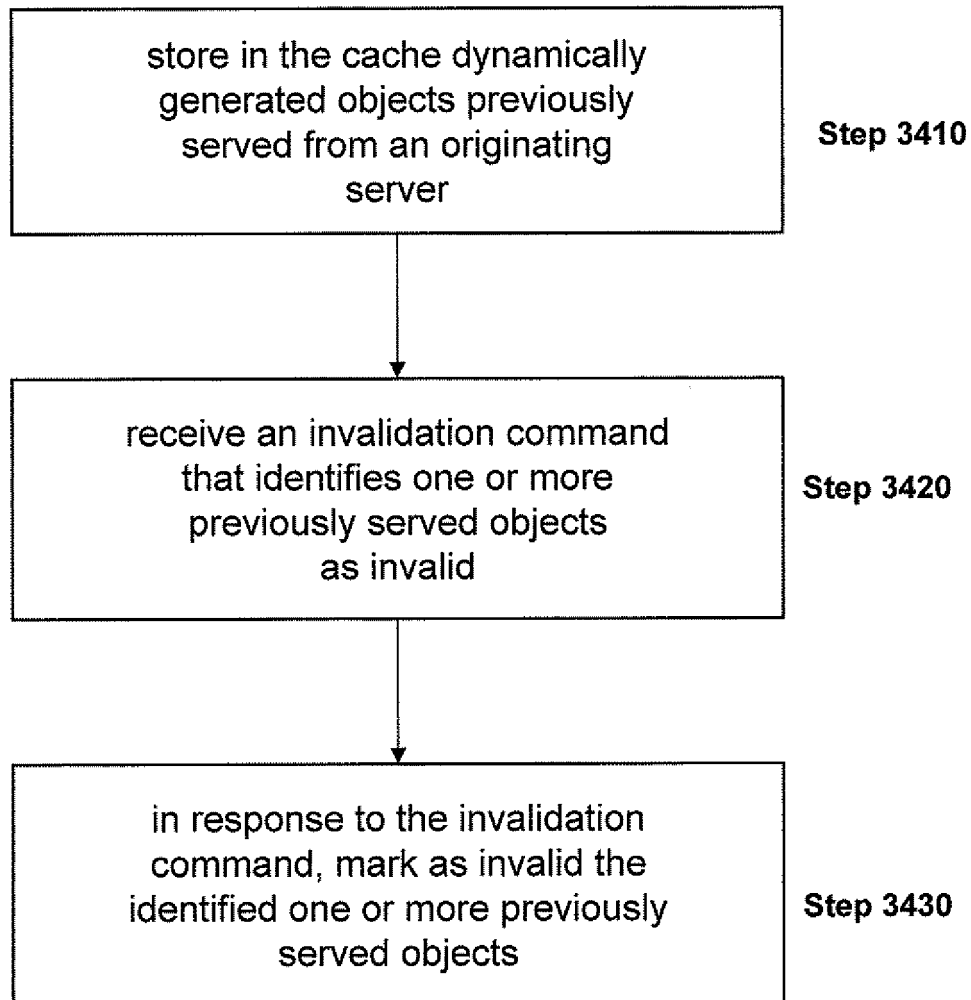 store in the cache dynamically
generated objects previously
served from an originating
server
Step 3410
receive an invalidation command
that identifies one or more
previously served objects
as invalid
Step 3420
in response to the invalidation
command, mark as invalid the
identified one or more previously
served objects
Step 3430